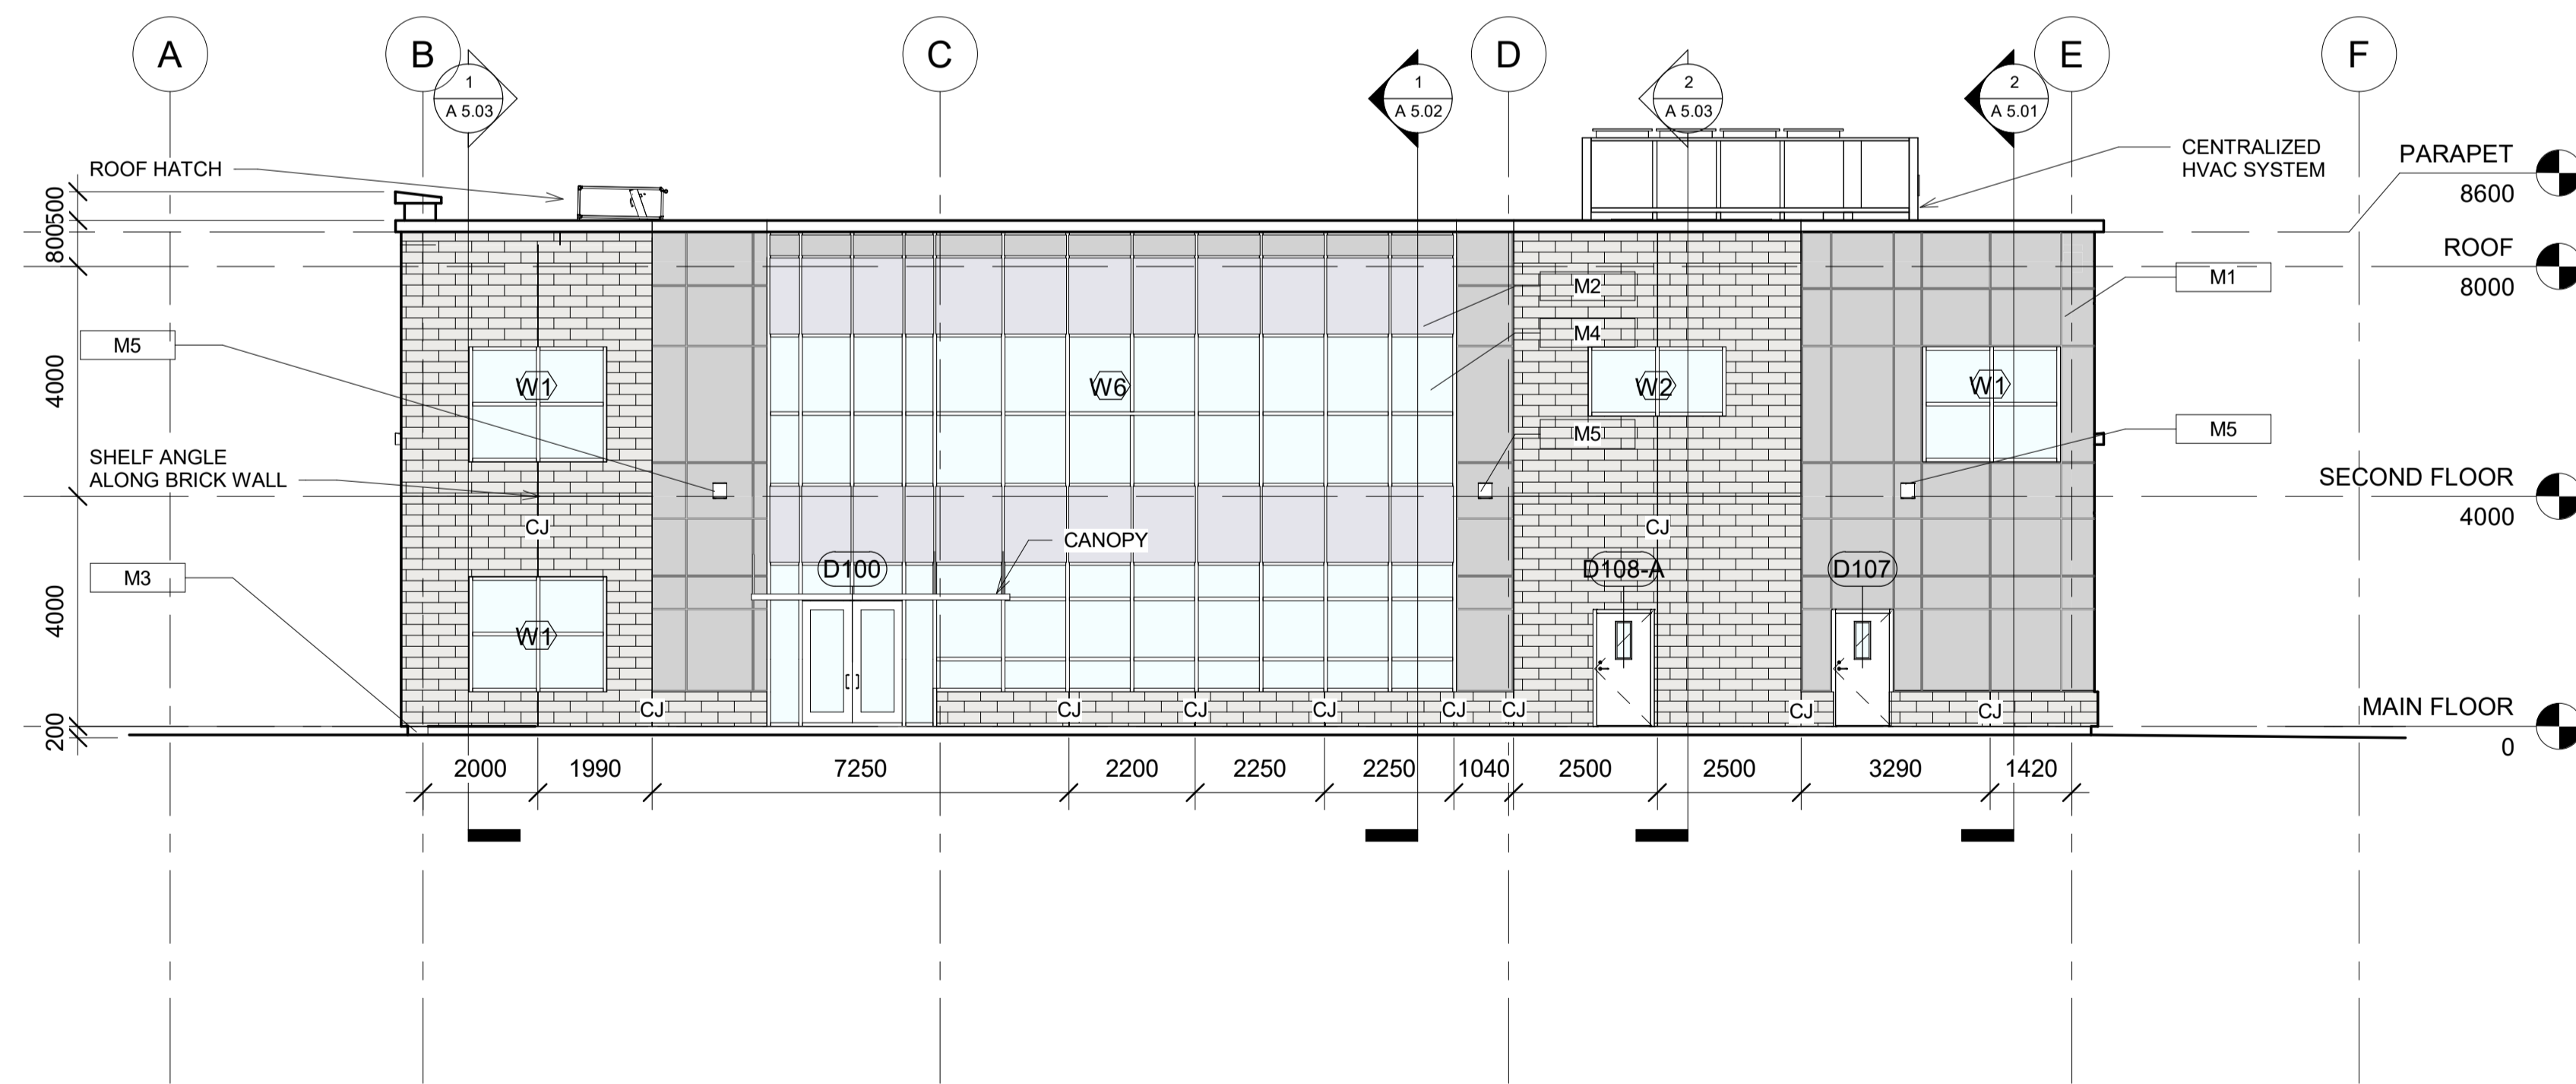 A
B
C
D
E
F
1
A 5.03
1
A 5.02
2
A 5.03
2
A 5.01
ROOF HATCH
CENTRALIZED
HVAC SYSTEM
PARAPET
8600
ROOF
8000
M1
M2
M4
M5
M5
M5
500
800
4000
4000
200
W1
W6
W2
W1
SHELF ANGLE
ALONG BRICK WALL
SECOND FLOOR
4000
CJ
CJ
CANOPY
D100
D108-A
D107
M3
W1
CJ
CJ
CJ
CJ
CJ
CJ
CJ
CJ
MAIN FLOOR
0
2000
1990
7250
2200
2250
2250
1040
2500
2500
3290
1420